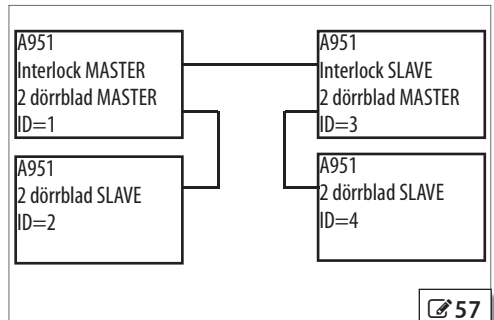 A951
Interlock MASTER
2 dörrblad MASTER
ID=1
A951
2 dörrblad SLAVE
ID=2
A951
Interlock SLAVE
2 dörrblad MASTER
ID=3
A951
2 dörrblad SLAVE
ID=4
57